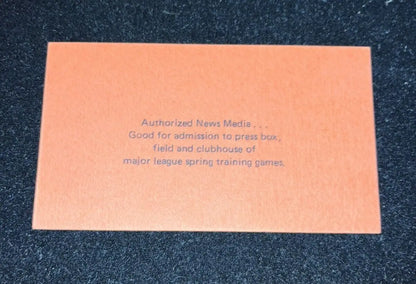 Authorized News Media . . .
Good for admission to press box,
field and clubhouse of
major league spring training games.